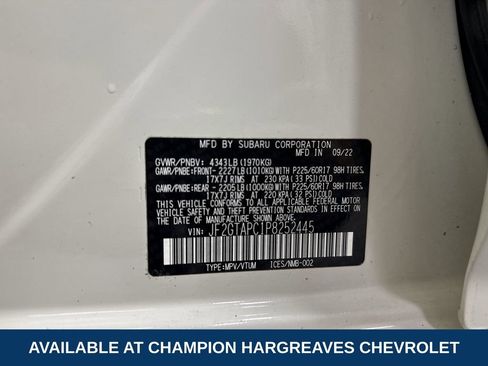 MFD BY SUBARU CORPORATION
GVWR/PNBV: 4343LB (1970KG) IN 09/22
GAWR/PNBE:FRONT- 2227LB (1010KG) WITH P225/60R17 98H TIRES,
17X7J RIMS AT 230 KPA (33 PSI) COLD
GAWR/PNBE:REAR - 2205LB (1000KG) WITH P225/60R17 98H TIRES,
17X7J RIMS AT 220 KPA (32 PSI) COLD
THIS VEHICLE CONFORMS TO ALL APPLICABLE FEDERAL MOTOR VEHICLE
SAFETY, BUMPER, AND THEFT PREVENTION STANDARDS IN EFFECT ON
THE DATE OF MANUFACTURE SHOWN ABOVE.
VIN: JF2GTAPC1P8252445
TYPE:MPV/VTUM ICES/NMB-002
AVAILABLE AT CHAMPION HARGREAVES CHEVROLET